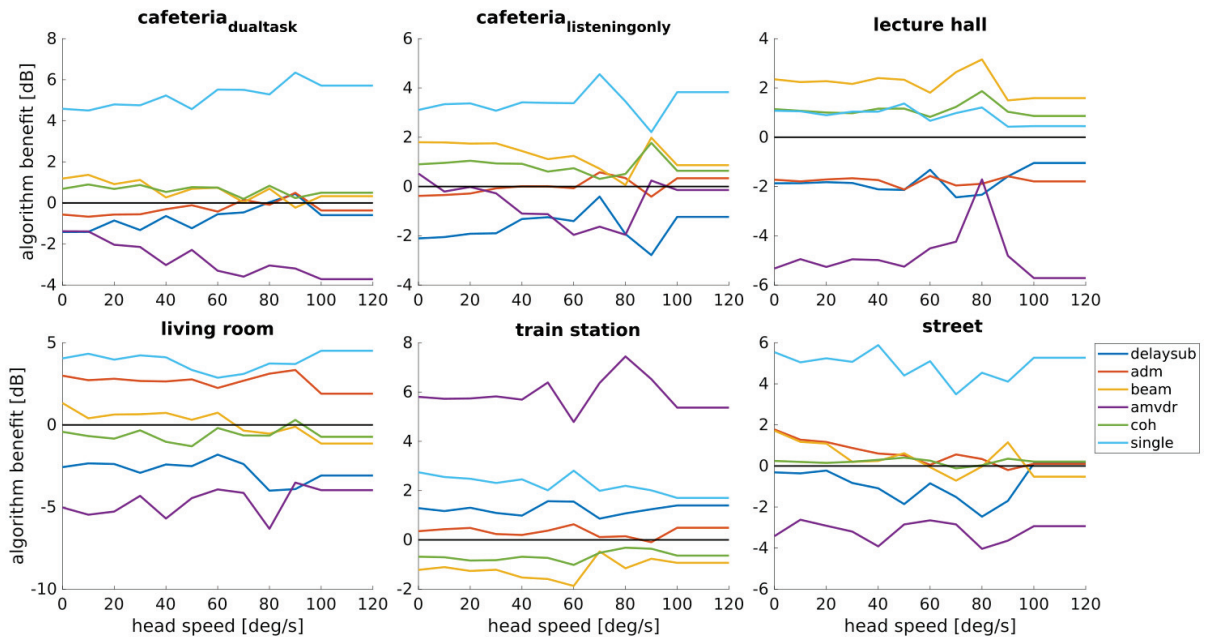 cafeteria_dualtask
cafeteria_listeningonly
lecture hall
algorithm benefit [dB]
8
6
4
2
0
-2
-4
0 20 40 60 80 100 120
6
4
2
0
-2
-4
0 20 40 60 80 100 120
4
2
0
-2
-4
-6
0 20 40 60 80 100 120
living room
train station
street
algorithm benefit [dB]
5
0
-5
-10
0 20 40 60 80 100 120
head speed [deg/s]
8
6
4
2
0
-2
0 20 40 60 80 100 120
head speed [deg/s]
6
4
2
0
-2
-4
-6
0 20 40 60 80 100 120
head speed [deg/s]
delaysub
adm
beam
amvdr
coh
single